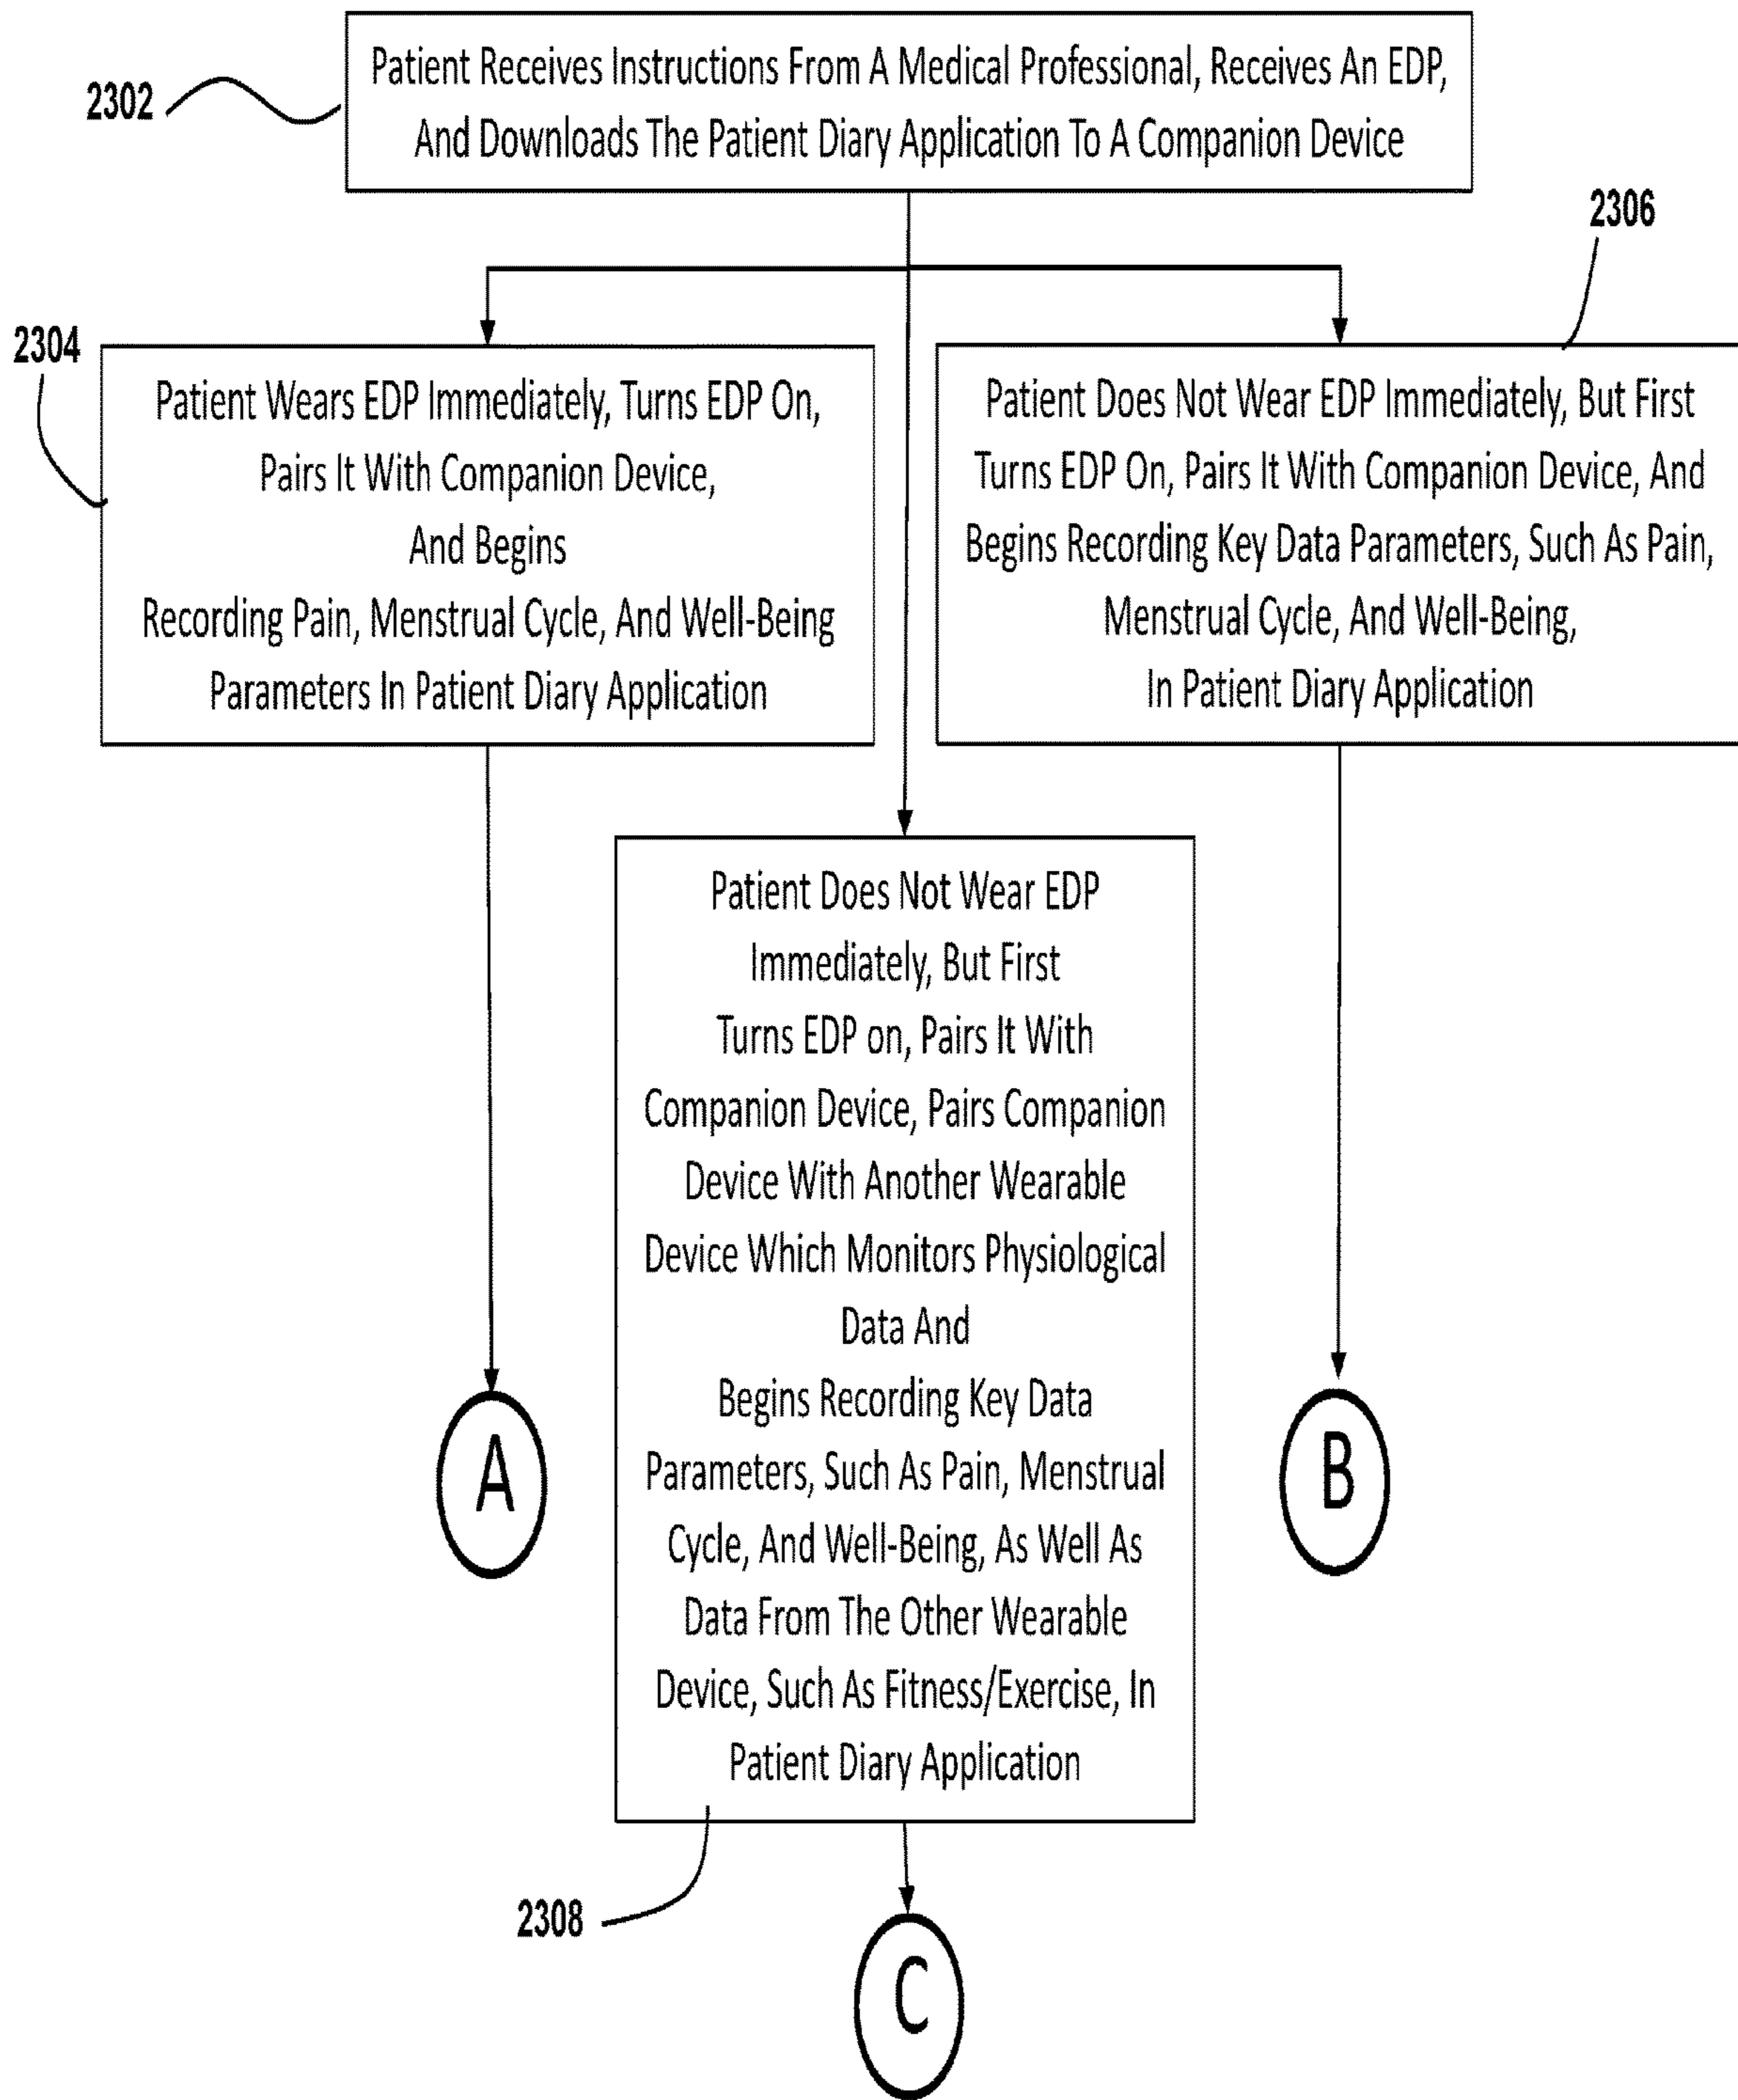 2302
Patient Receives Instructions From A Medical Professional, Receives An EDP,
And Downloads The Patient Diary Application To A Companion Device
2304
Patient Wears EDP Immediately, Turns EDP On,
Pairs It With Companion Device,
And Begins
Recording Pain, Menstrual Cycle, And Well-Being
Parameters In Patient Diary Application
2306
Patient Does Not Wear EDP Immediately, But First
Turns EDP On, Pairs It With Companion Device, And
Begins Recording Key Data Parameters, Such As Pain,
Menstrual Cycle, And Well-Being,
In Patient Diary Application
Patient Does Not Wear EDP
Immediately, But First
Turns EDP on, Pairs It With
Companion Device, Pairs Companion
Device With Another Wearable
Device Which Monitors Physiological
Data And
Begins Recording Key Data
Parameters, Such As Pain, Menstrual
Cycle, And Well-Being, As Well As
Data From The Other Wearable
Device, Such As Fitness/Exercise, In
Patient Diary Application
2308
A
B
C